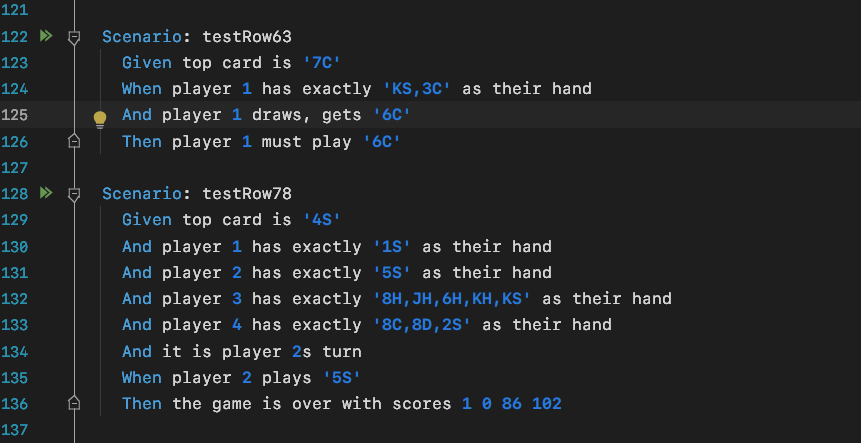 121
122 Scenario: testRow63
123 Given top card is '7C'
124 When player 1 has exactly 'KS,3C' as their hand
125 And player 1 draws, gets '6C'
126 Then player 1 must play '6C'
127
128 Scenario: testRow78
129 Given top card is '4S'
130 And player 1 has exactly '1S' as their hand
131 And player 2 has exactly '5S' as their hand
132 And player 3 has exactly '8H,JH,6H,KH,KS' as their hand
133 And player 4 has exactly '8C,8D,2S' as their hand
134 And it is player 2s turn
135 When player 2 plays '5S'
136 Then the game is over with scores 1 0 86 102
137